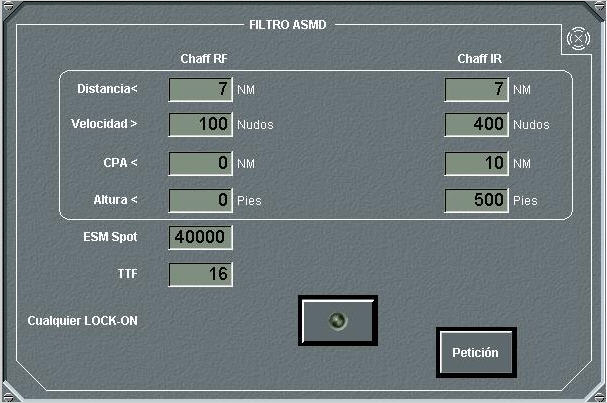 FILTRO ASMD
Chaff RF Chaff IR
Distancia< 7 NM 7 NM
Velocidad > 100 Nudos 400 Nudos
CPA < 0 NM 10 NM
Altura < 0 Pies 500 Pies
ESM Spot 40000
TTF 16
Cualquier LOCK-ON
Petición